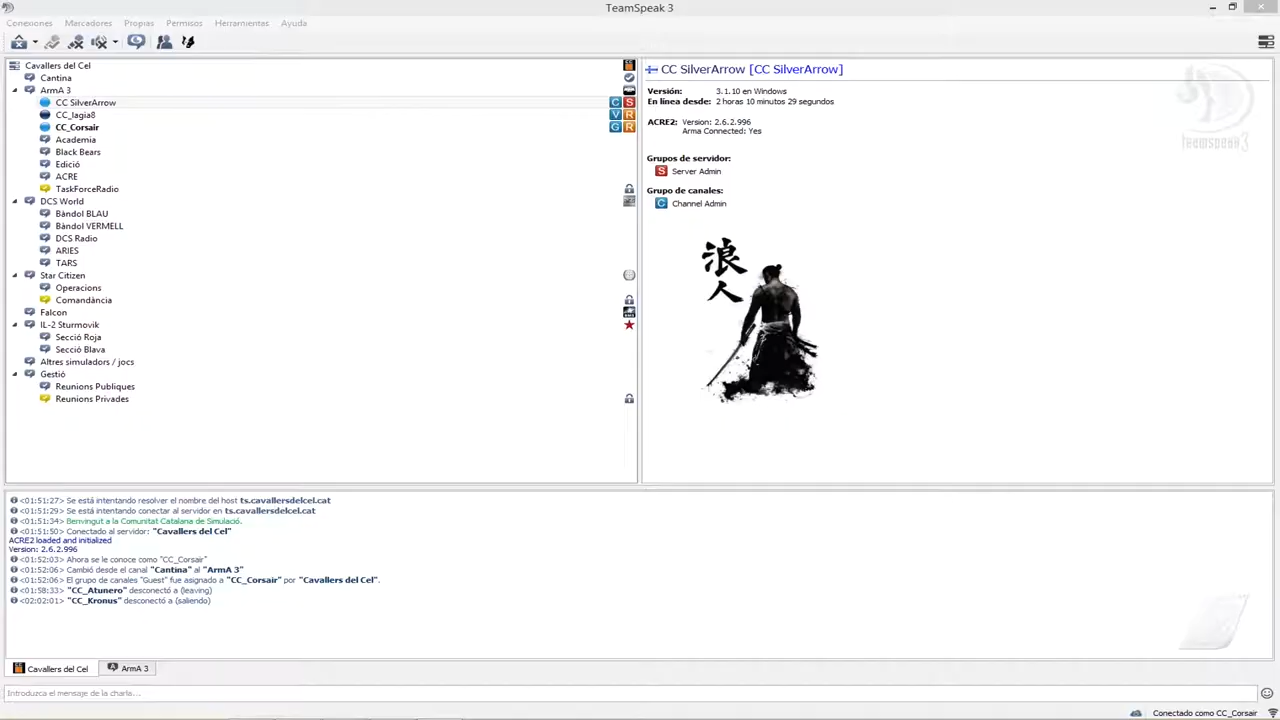 TeamSpeak 3
Conexiones Marcadores Propias Permisos Herramientas Ayuda
Cavallers del Cel
Cantina
ArmA 3
CC SilverArrow
CC_Iagia8
CC_Corsair
Academia
Black Bears
Edició
ACRE
TaskForceRadio
DCS World
Bàndol BLAU
Bàndol VERMELL
DCS Radio
ARIES
TARS
Star Citizen
Operacions
Comandància
Falcon
IL-2 Sturmovik
Secció Roja
Secció Blava
Altres simuladors / jocs
Gestió
Reunions Publiques
Reunions Privades
C S
V R
G R
CC SilverArrow [CC SilverArrow]
Versión: 3.1.10 en Windows
En línea desde: 2 horas 10 minutos 29 segundos
ACRE2: Version: 2.6.2.996
Arma Connected: Yes
Grupos de servidor:
S Server Admin
Grupo de canales:
C Channel Admin
浪
人
teamspeak3
<01:51:27> Se está intentando resolver el nombre del host ts.cavallersdelcel.cat
<01:51:29> Se está intentando conectar al servidor en ts.cavallersdelcel.cat
<01:51:34> Benvingut a la Comunitat Catalana de Simulació.
<01:51:50> Conectado al servidor: "Cavallers del Cel"
ACRE2 loaded and initialized
Version: 2.6.2.996
<01:52:03> Ahora se le conoce como "CC_Corsair"
<01:52:06> Cambió desde el canal "Cantina" al "ArmA 3"
<01:52:06> El grupo de canales "Guest" fue asignado a "CC_Corsair" por "Cavallers del Cel".
<01:58:33> "CC_Atunero" desconectó a (leaving)
<02:02:01> "CC_Kronus" desconectó a (saliendo)
Cavallers del Cel ArmA 3
Introduzca el mensaje de la charla...
Conectado como CC_Corsair